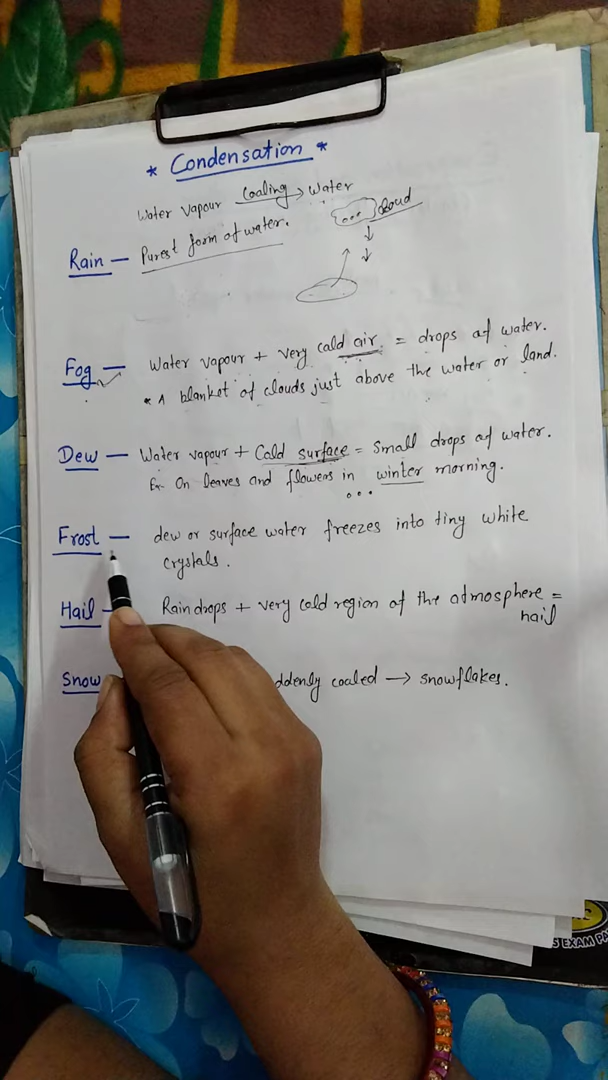 * Condensation *
Water vapour cooling → Water
cloud
Rain — Purest form of water.
Fog — Water vapour + very cold air = drops of water.
* A blanket of clouds just above the water or land.
Dew — Water vapour + Cold surface = Small drops of water.
Ex- On leaves and flowers in winter morning.
Frost — dew or surface water freezes into tiny white
crystals.
Hail — Rain drops + very cold region of the atmosphere =
hail
Snow cooled → snowflakes.
EXAM